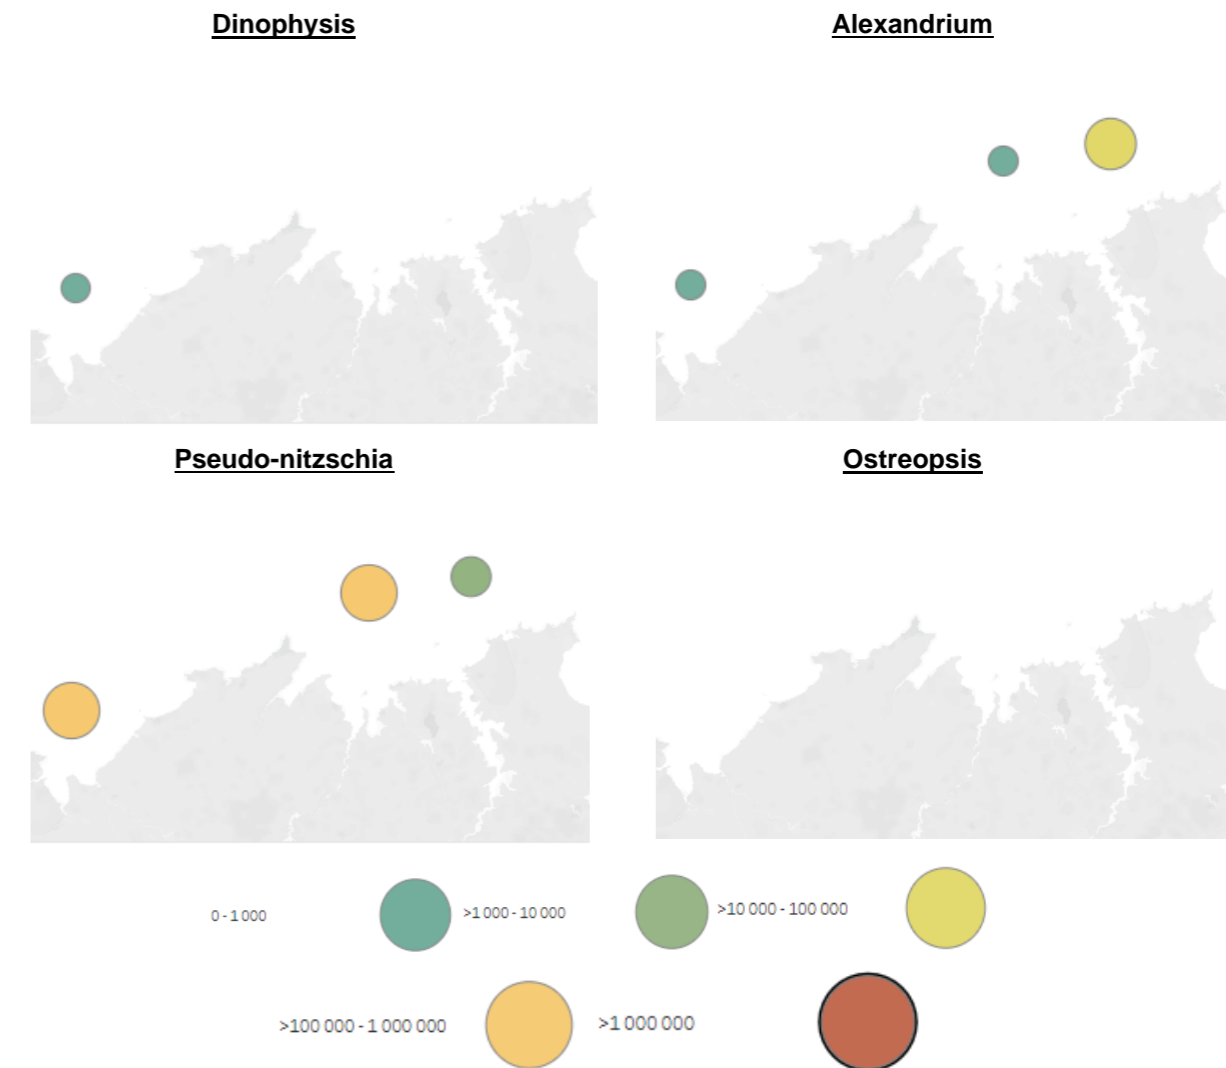 Dinophysis
Alexandrium
Pseudo-nitzschia
Ostreopsis
0 - 1 000
>1 000 - 10 000
>10 000 - 100 000
>100 000 - 1 000 000
>1 000 000